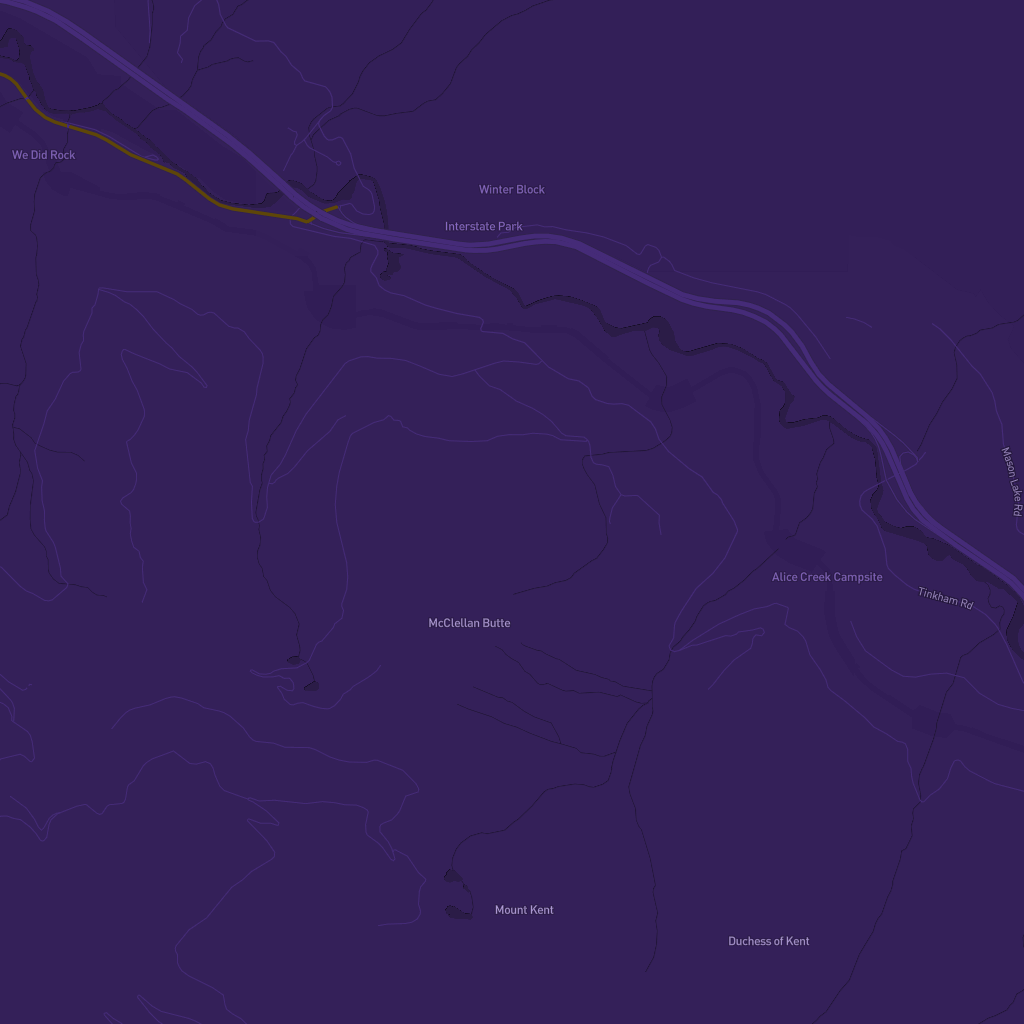 We Did Rock
Winter Block
Interstate Park
Mason Lake Rd
Alice Creek Campsite
Tinkham Rd
McClellan Butte
Mount Kent
Duchess of Kent